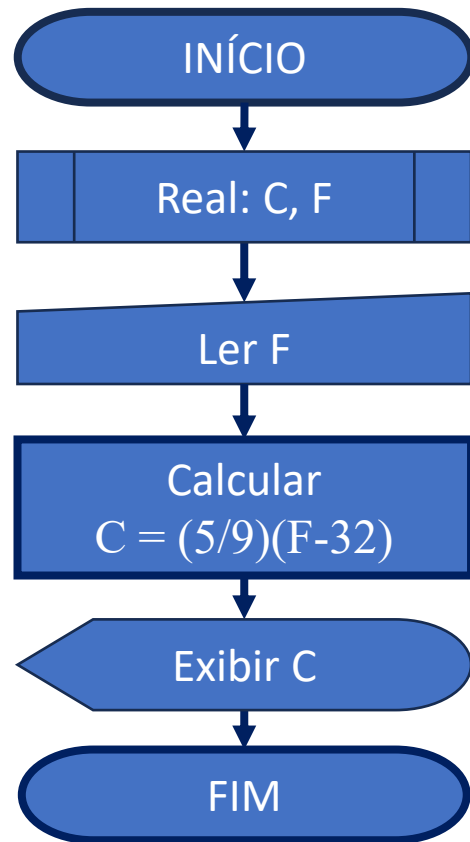 INÍCIO
Real: C, F
Ler F
Calcular
C = (5/9)(F-32)
Exibir C
FIM